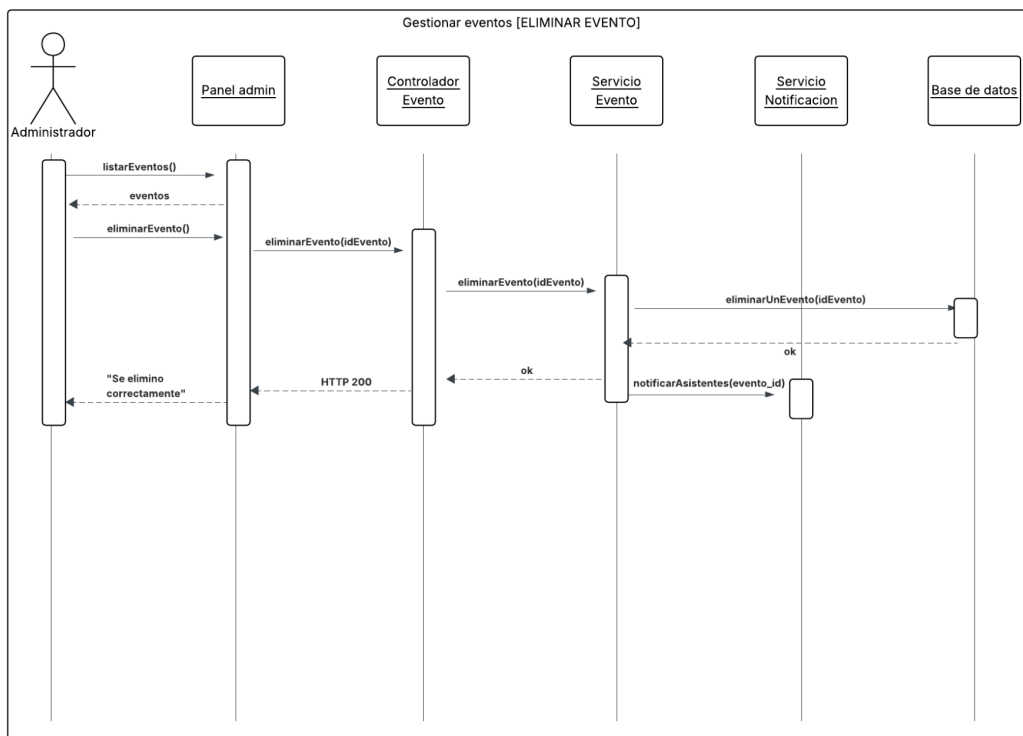 Gestionar eventos [ELIMINAR EVENTO]
Administrador
Panel admin
Controlador
Evento
Servicio
Evento
Servicio
Notificacion
Base de datos
listarEventos()
eventos
eliminarEvento()
eliminarEvento(idEvento)
eliminarEvento(idEvento)
eliminarUnEvento(idEvento)
ok
ok
HTTP 200
"Se elimino
correctamente"
notificarAsistentes(evento_id)